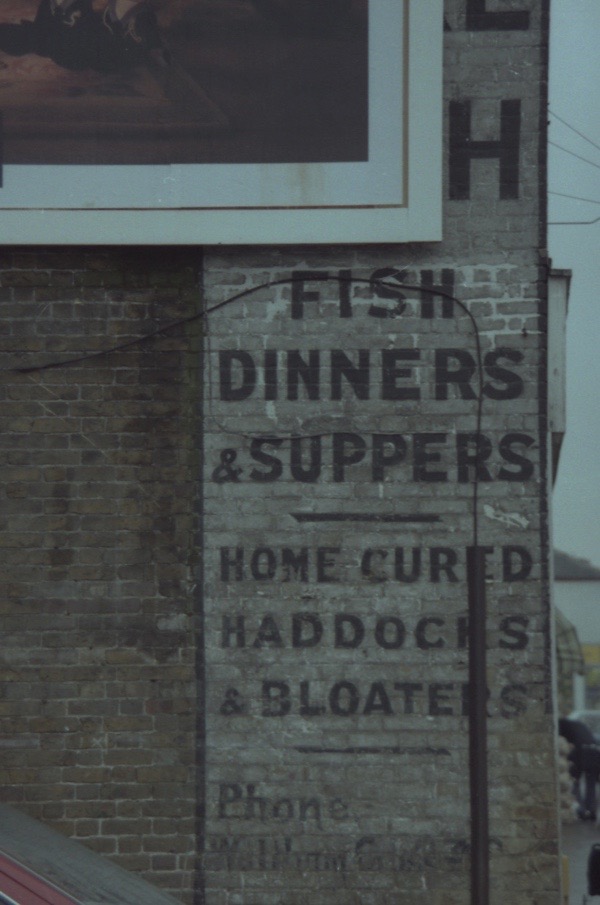 H
FISH
DINNERS
& SUPPERS
HOME CURED
HADDOCKS
& BLOATERS
Phone